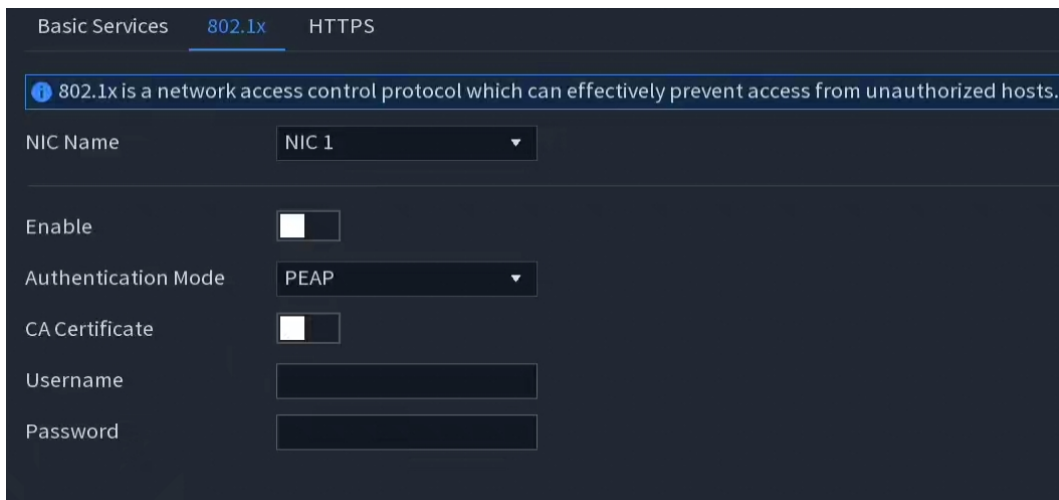 Basic Services 802.1x HTTPS
802.1x is a network access control protocol which can effectively prevent access from unauthorized hosts.
NIC Name NIC 1
Enable
Authentication Mode PEAP
CA Certificate
Username
Password